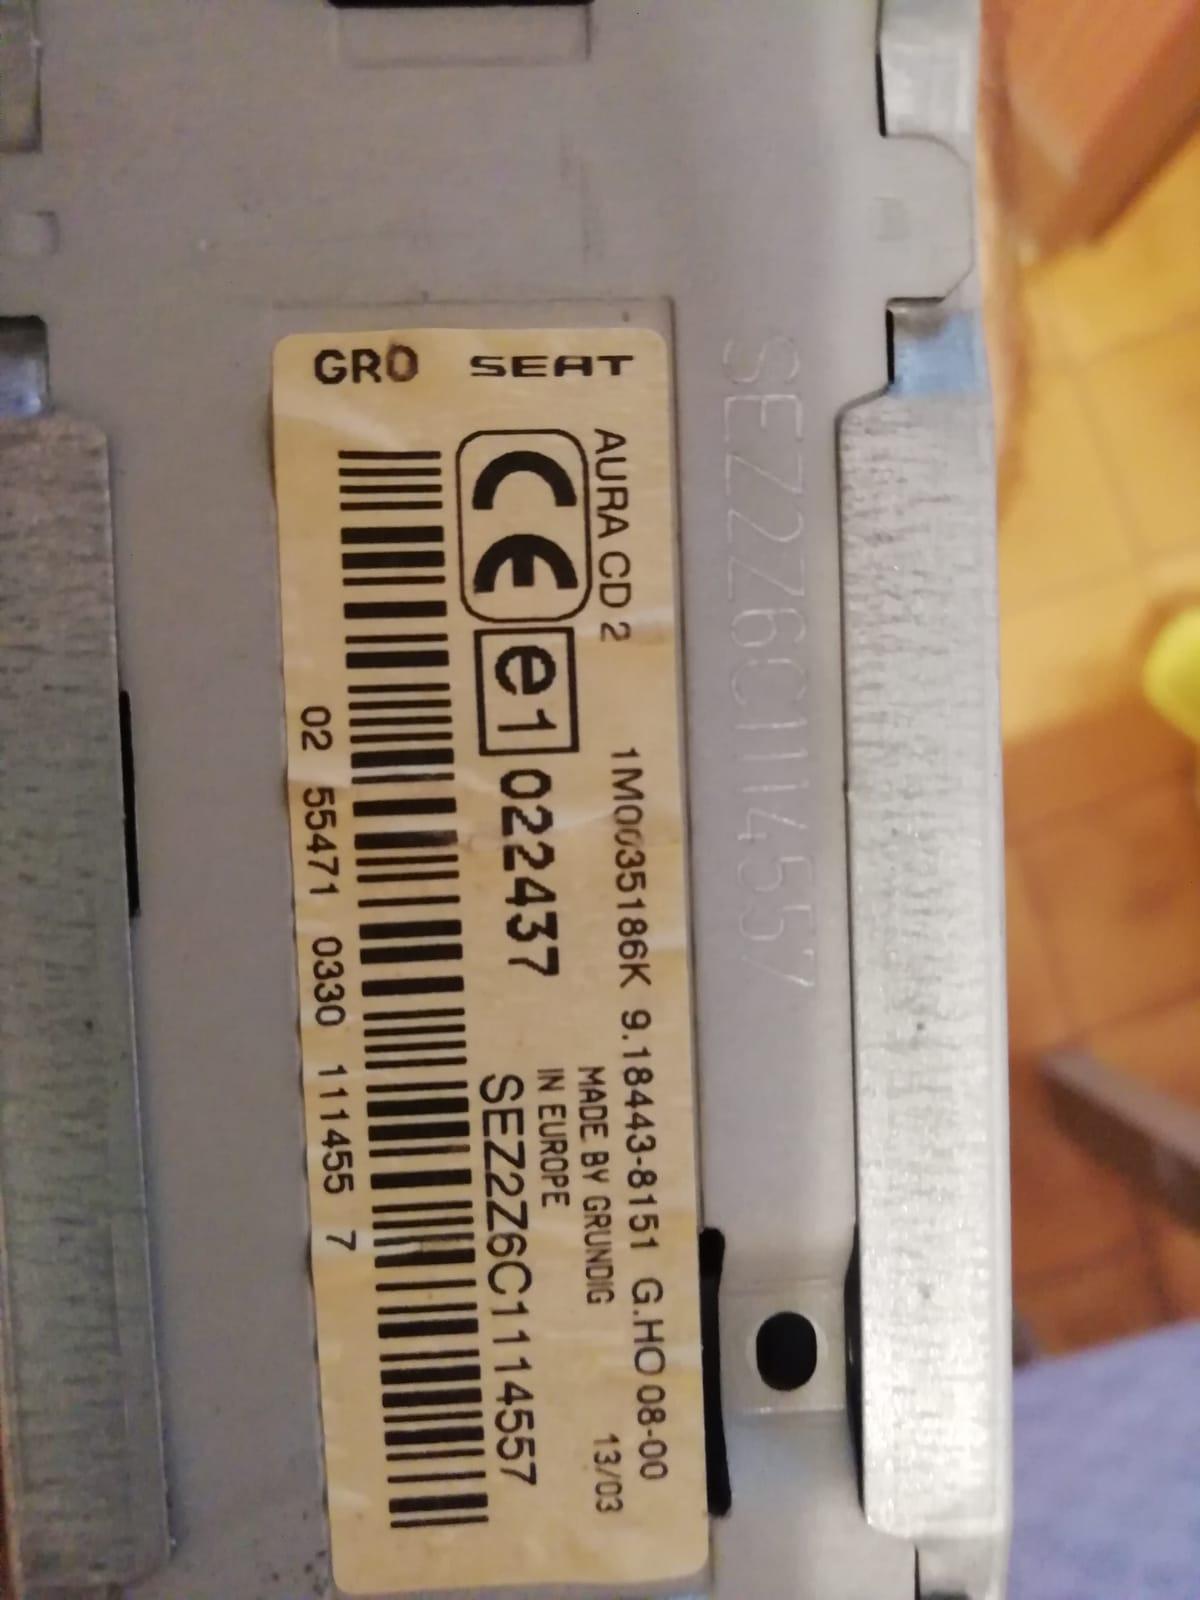 SEZ2Z6C114557
SEAT
GRO
AURA CD 2 1M0035186K 9.18443-8151 G.HO 08-00
MADE BY GRUNDIG 13/03
IN EUROPE
CE e1 022437 SEZ2Z6C1114557
02 55471 0330 111455 7